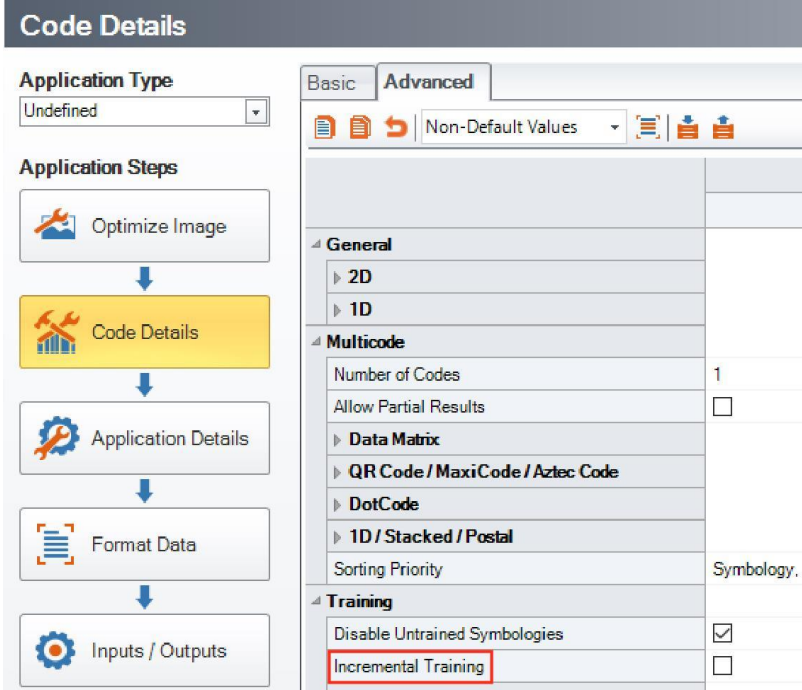 Code Details
Application Type
Undefined
Application Steps
Optimize Image
Code Details
Application Details
Format Data
Inputs / Outputs
Basic
Advanced
Non-Default Values
General
2D
1D
Multicode
Number of Codes 1
Allow Partial Results
Data Matrix
QR Code / MaxiCode / Aztec Code
DotCode
1D / Stacked / Postal
Sorting Priority Symbology,
Training
Disable Untrained Symbologies
Incremental Training